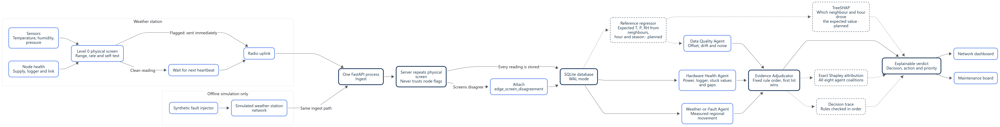 Weather station
Sensors
Temperature, humidity,
pressure
Node health
Supply, logger and link
Level 0 physical screen
Range, rate and self-test
Flagged: sent immediately
Clean reading
Wait for next heartbeat
Radio uplink
Offline simulation only
Synthetic fault injector
Simulated weather-station
network
Same ingest path
One FastAPI process
Ingest
Server repeats physical
screen
Never trusts node flags
Every reading is stored
Screens disagree
Attach
edge_screen_disagreement
SQLite database
WAL mode
Reference regressor
Expected T, P, RH from
neighbours,
hour and season · planned
Data Quality Agent
Offset, drift and noise
Hardware Health Agent
Power, logger, stuck values
and gaps
Weather-or-Fault Agent
Measured regional
movement
Evidence Adjudicator
Fixed rule order, first hit
wins
TreeSHAP
Which neighbour and hour
drove
the expected value ·
planned
Exact Shapley attribution
All eight agent coalitions
Decision trace
Rules checked in order
Explainable verdict
Decision, action and priority
Network dashboard
Maintenance board